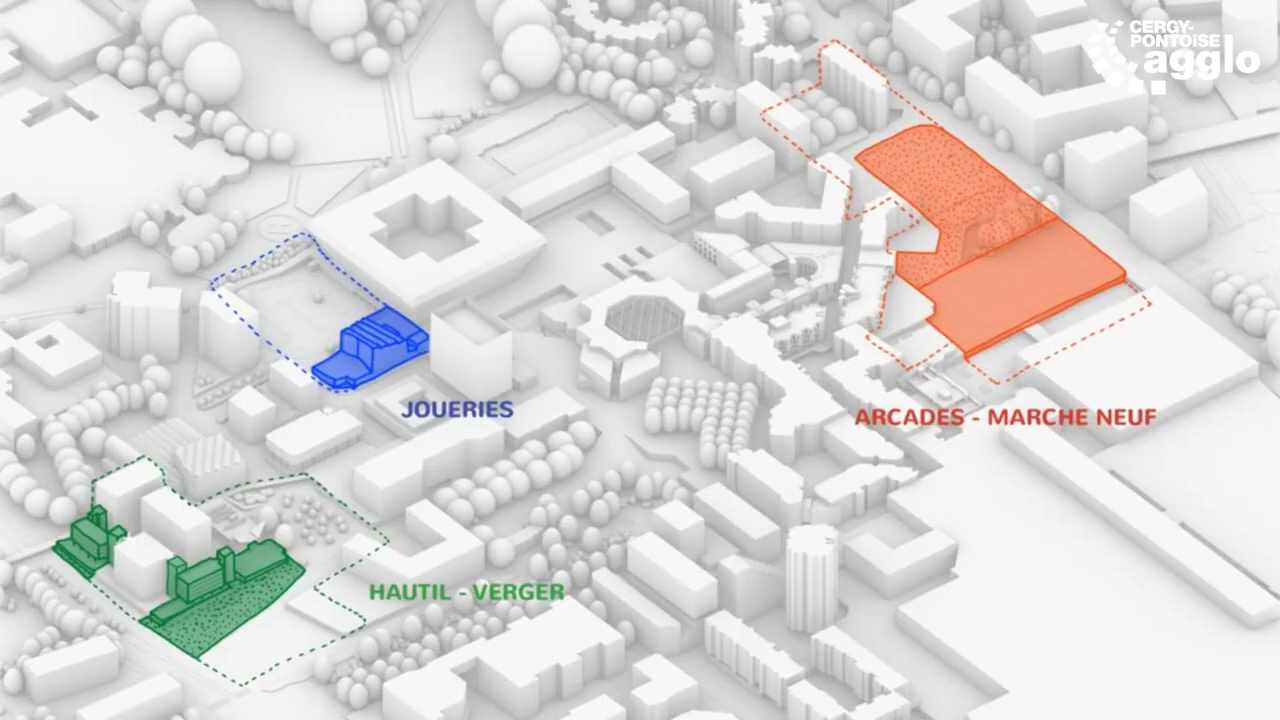 CERGY-
PONTOISE
agglo
JOUERIES
ARCADES - MARCHE NEUF
HAUTIL - VERGER